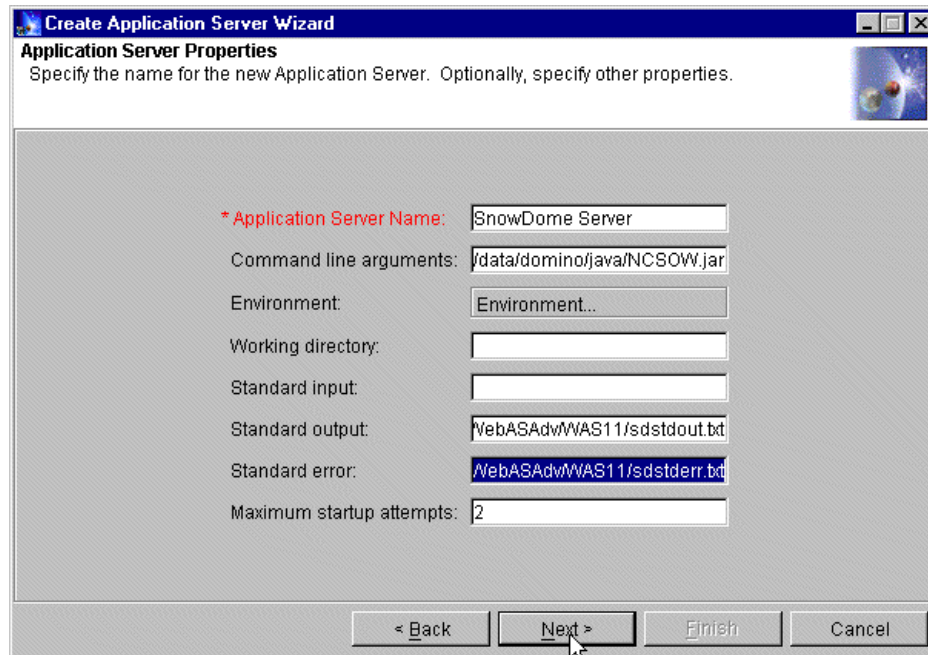 Create Application Server Wizard
Application Server Properties
Specify the name for the new Application Server. Optionally, specify other properties.
* Application Server Name: SnowDome Server
Command line arguments: /data/domino/java/NCSOW.jar
Environment: Environment...
Working directory:
Standard input:
Standard output: WebASAdv/WAS11/sdstdout.txt
Standard error: WebASAdv/WAS11/sdstderr.txt
Maximum startup attempts: 2
< Back Next > Finish Cancel